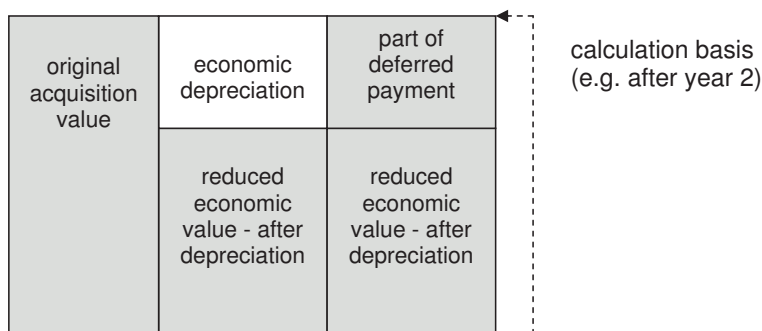 original
acquisition
value
economic
depreciation
part of
deferred
payment
calculation basis
(e.g. after year 2)
reduced
economic
value - after
depreciation
reduced
economic
value - after
depreciation